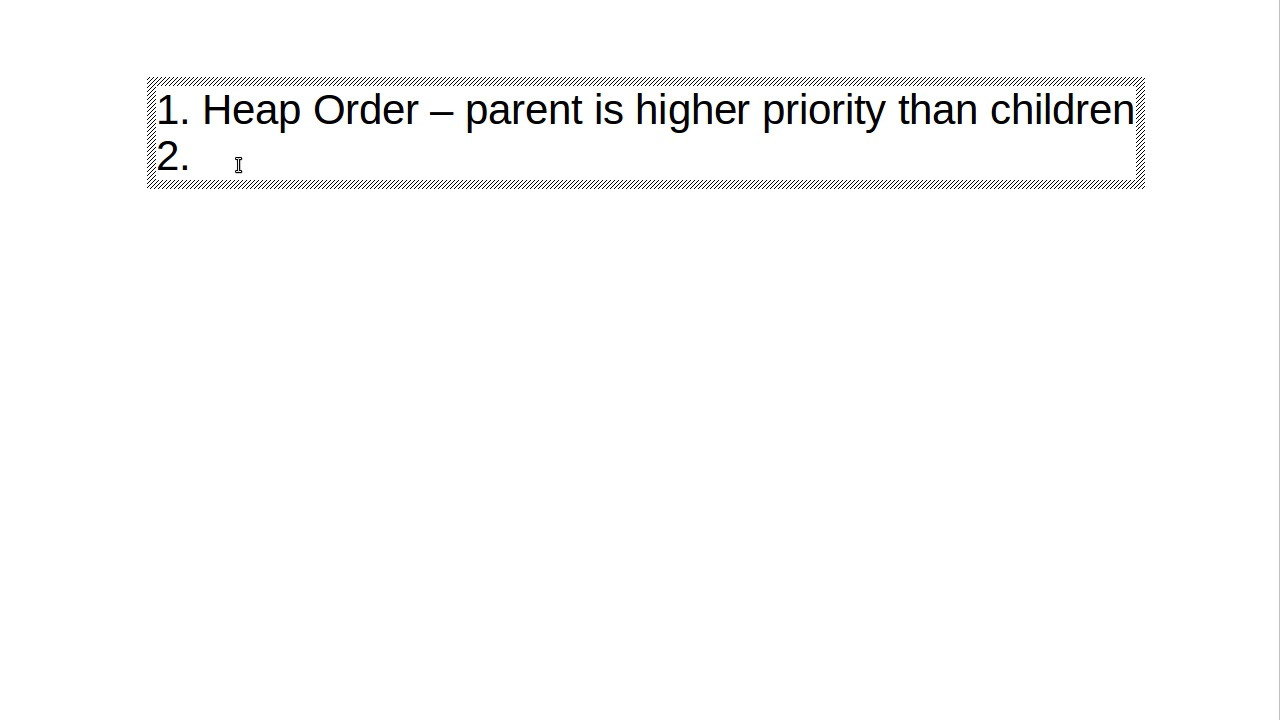 1. Heap Order – parent is higher priority than children
2.